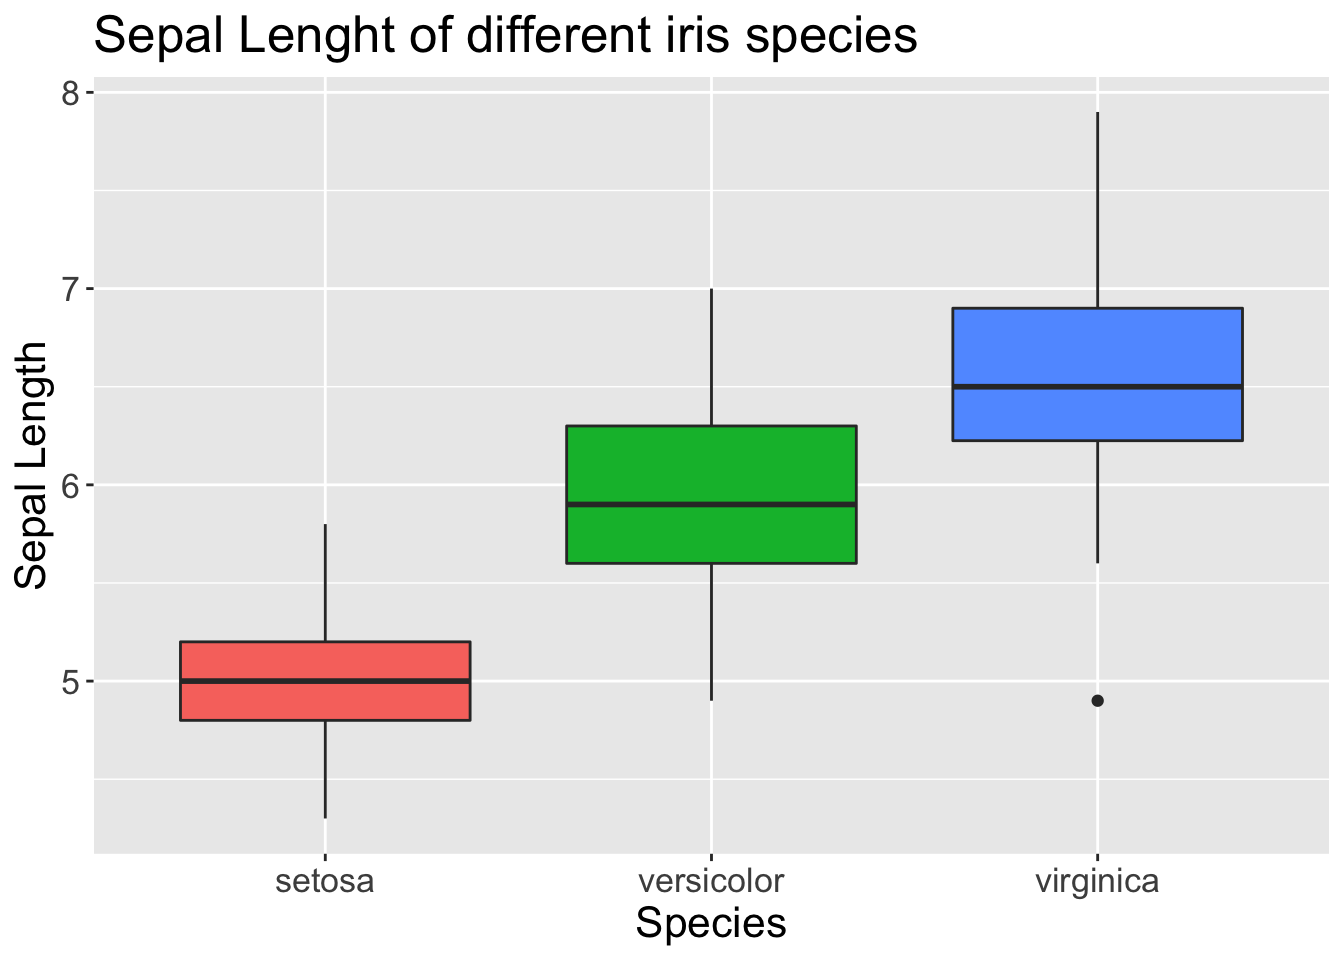 Sepal Lenght of different iris species
8
7
6
5
Sepal Length
setosa versicolor virginica
Species